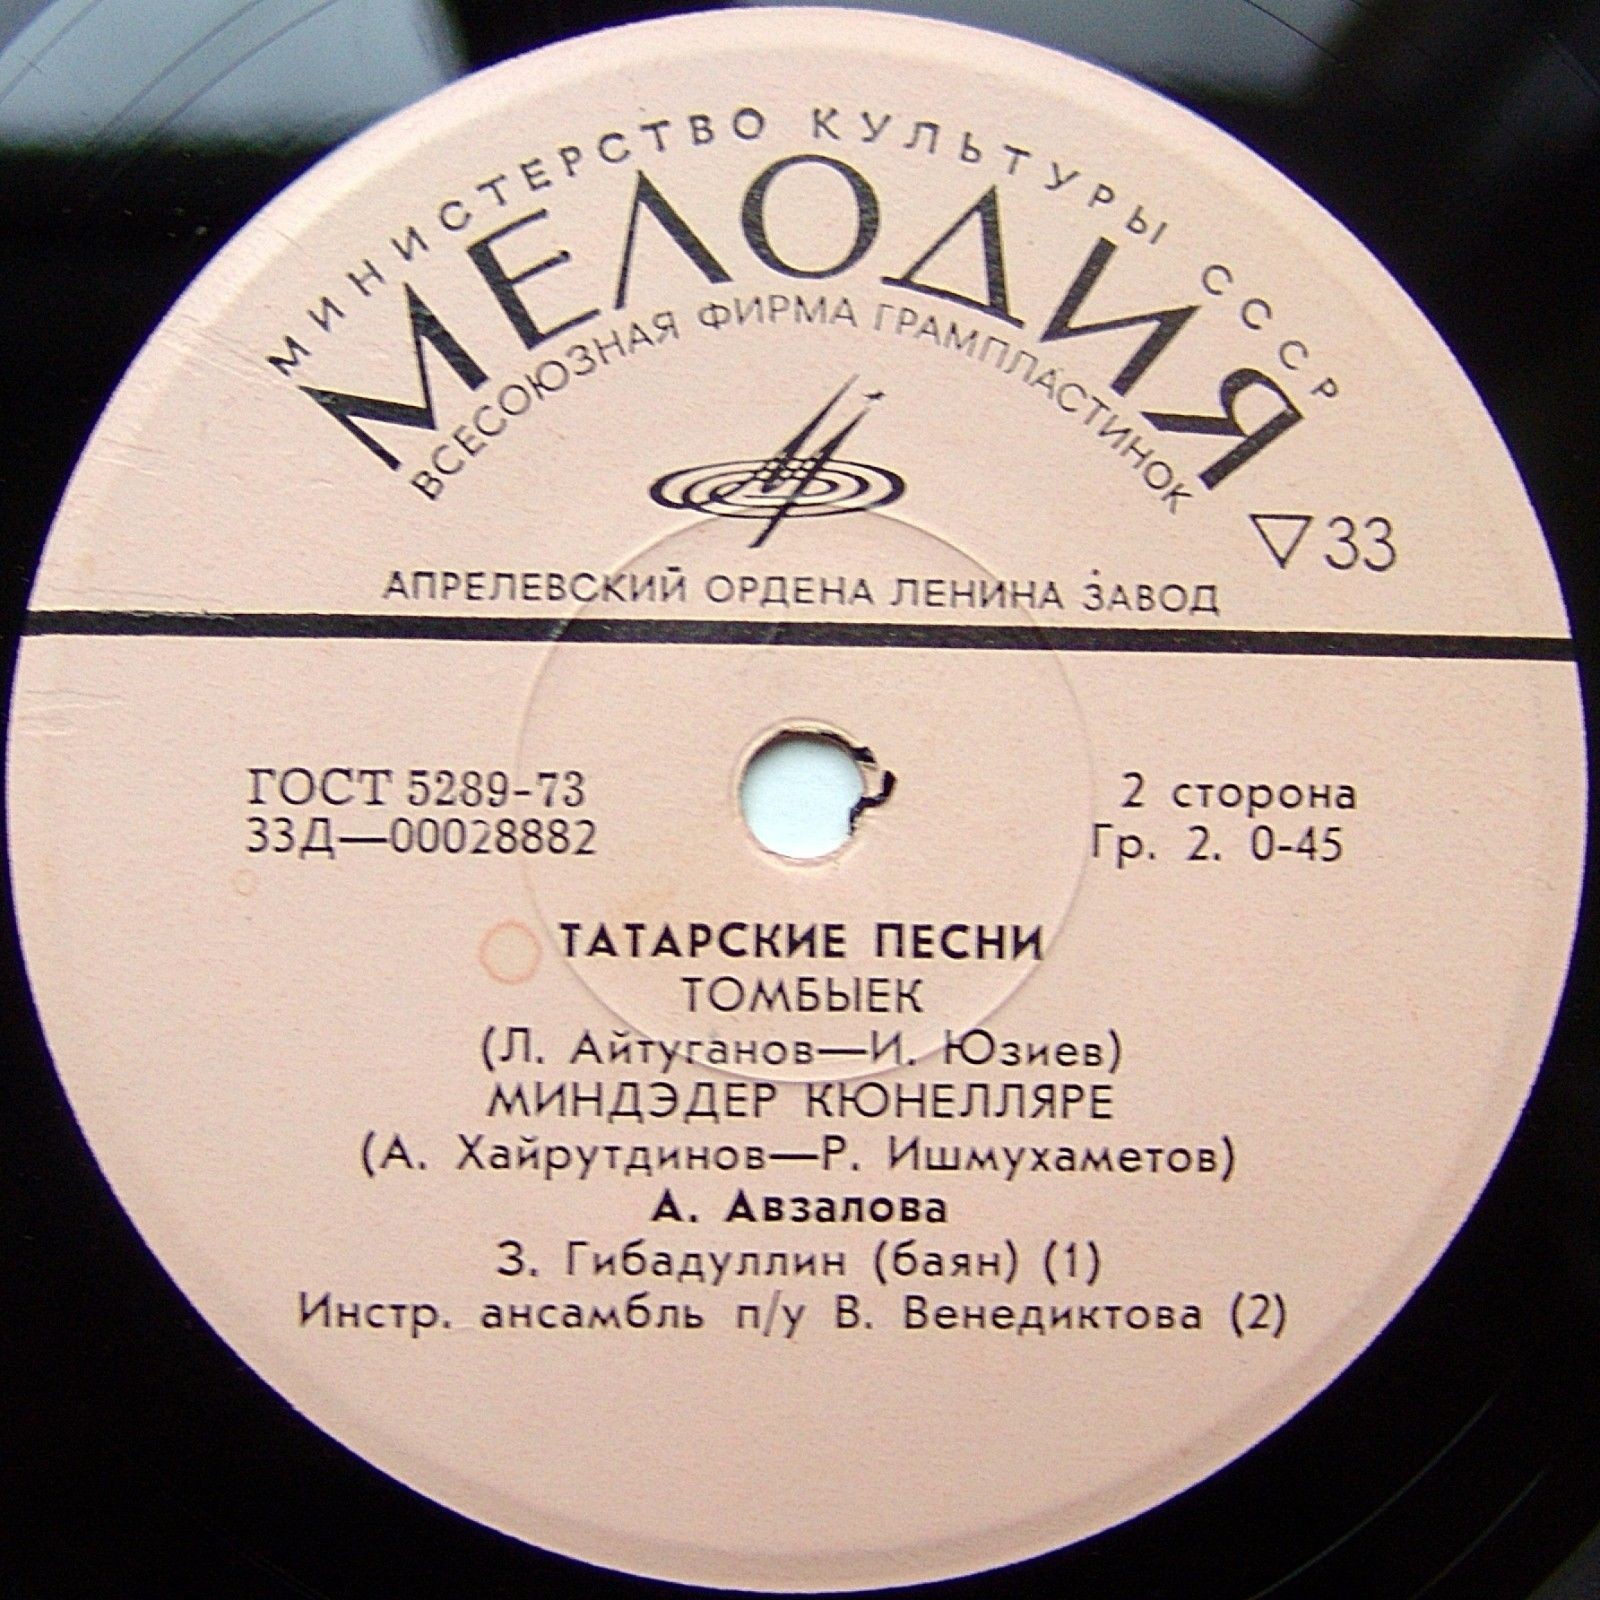 МИНИСТЕРСТВО КУЛЬТУРЫ СССР
МЕЛОДИЯ
ВСЕСОЮЗНАЯ ФИРМА ГРАМПЛАСТИНОК
▽33
АПРЕЛЕВСКИЙ ОРДЕНА ЛЕНИНА ЗАВОД
ГОСТ 5289-73
33Д—00028882
2 сторона
Гр. 2. 0-45
ТАТАРСКИЕ ПЕСНИ
ТОМБЫЕК
(Л. Айтуганов—И. Юзиев)
МИНДЭДЕР КЮНЕЛЛЯРЕ
(А. Хайрутдинов—Р. Ишмухаметов)
А. Авзалова
З. Гибадуллин (баян) (1)
Инстр. ансамбль п/у В. Венедиктова (2)